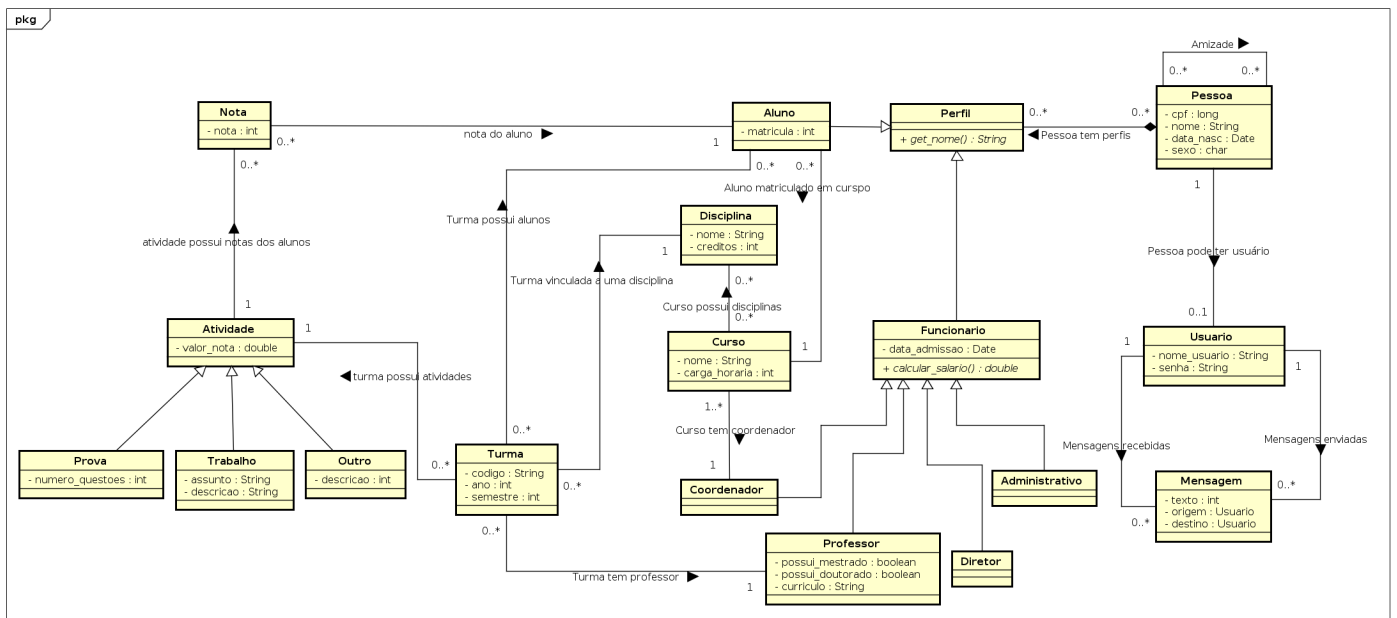 pkg
Amizade
0..*
0..*
Pessoa
- cpf : long
- nome : String
- data_nasc : Date
- sexo : char
Nota
- nota : int
0..*
nota do aluno
1
Aluno
- matricula : int
Perfil
+ get_nome() : String
0..*
0..*
Pessoa tem perfis
0..*
0..*
0..*
Aluno matriculado em curspo
1
Turma possui alunos
Disciplina
- nome : String
- creditos : int
atividade possui notas dos alunos
1
Pessoa pode ter usuário
Turma vinculada a uma disciplina
0..*
Curso possui disciplinas
0..*
1
0..1
Atividade
- valor_nota : double
1
Curso
- nome : String
- carga_horaria : int
1
Funcionario
- data_admissao : Date
+ calcular_salario() : double
1
Usuario
- nome_usuario : String
- senha : String
1
turma possui atividades
1..*
Curso tem coordenador
0..*
Mensagens recebidas
Mensagens enviadas
Prova
- numero_questoes : int
Trabalho
- assunto : String
- descricao : String
Outro
- descricao : int
0..*
Turma
- codigo : String
- ano : int
- semestre : int
0..*
1
Coordenador
Administrativo
Mensagem
- texto : int
- origem : Usuario
- destino : Usuario
0..*
0..*
0..*
Professor
- possui_mestrado : boolean
- possui_doutorado : boolean
- curriculo : String
Diretor
Turma tem professor
1